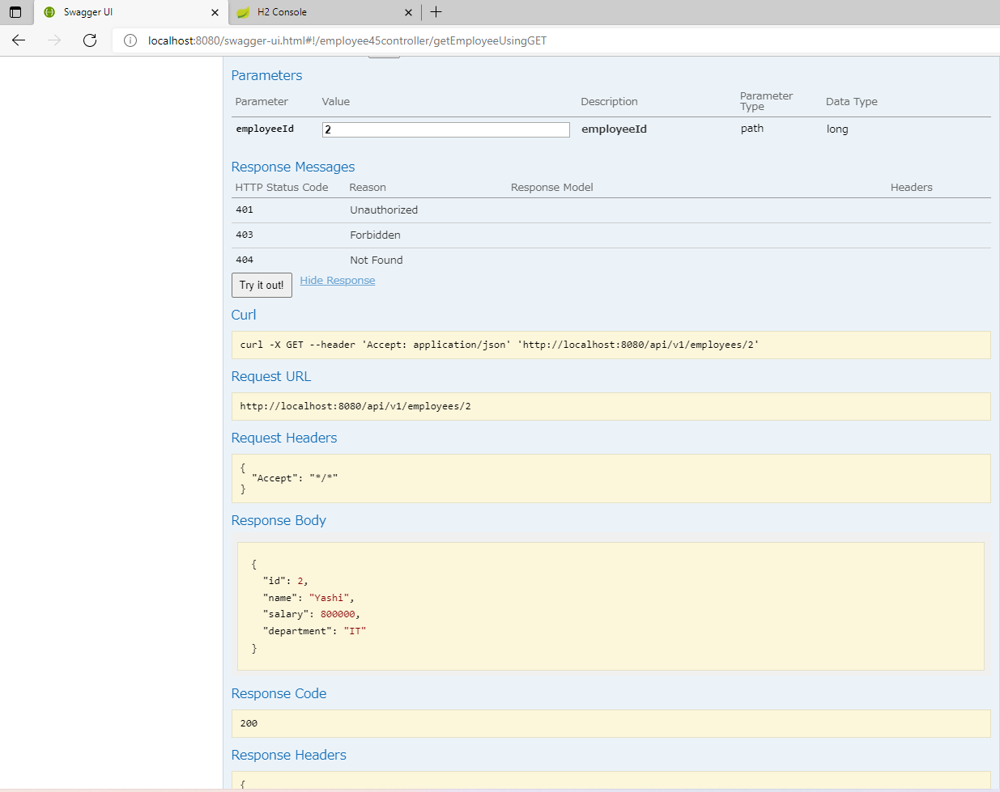 Swagger UI
H2 Console
localhost:8080/swagger-ui.html#!/employee45controller/getEmployeeUsingGET
Parameters
Parameter Value Description Parameter Type Data Type
employeeId 2 employeeId path long
Response Messages
HTTP Status Code Reason Response Model Headers
401 Unauthorized
403 Forbidden
404 Not Found
Try it out! Hide Response
Curl
curl -X GET --header 'Accept: application/json' 'http://localhost:8080/api/v1/employees/2'
Request URL
http://localhost:8080/api/v1/employees/2
Request Headers
{
"Accept": "*/*"
}
Response Body
{
"id": 2,
"name": "Yashi",
"salary": 800000,
"department": "IT"
}
Response Code
200
Response Headers
{